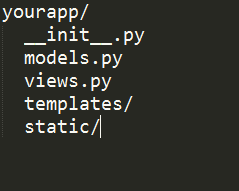 yourapp/
    __init__.py
    models.py
    views.py
    templates/
    static/